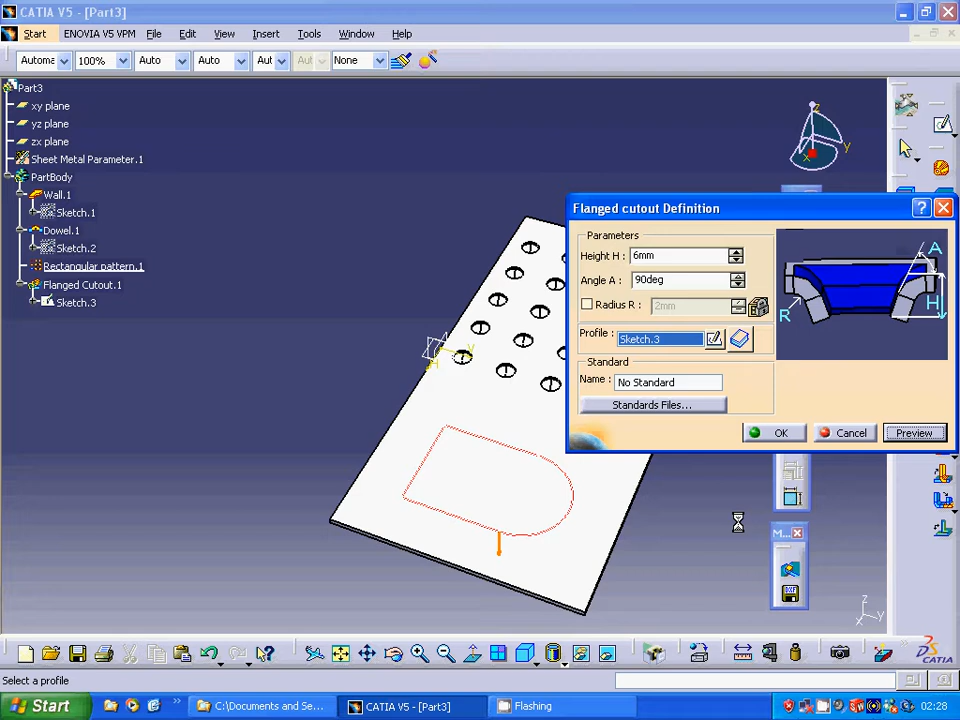 CATIA V5 - [Part3]
Start ENOVIA V5 VPM File Edit View Insert Tools Window Help
Automa 100% Auto Auto Aut Aut None
Part3
xy plane
yz plane
zx plane
Sheet Metal Parameter.1
PartBody
Wall.1
Sketch.1
Dowel.1
Sketch.2
Rectangular pattern.1
Flanged Cutout.1
Sketch.3
z
y
x
Flanged cutout Definition
Parameters
Height H : 6mm
Angle A : 90deg
Radius R : 2mm
Profile : Sketch.3
Standard
Name : No Standard
Standards Files...
OK Cancel Preview
A
H
R
V
H
M...
z
y
x
DS
CATIA
Select a profile
Start C:\Documents and Se... CATIA V5 - [Part3] Flashing 02:28